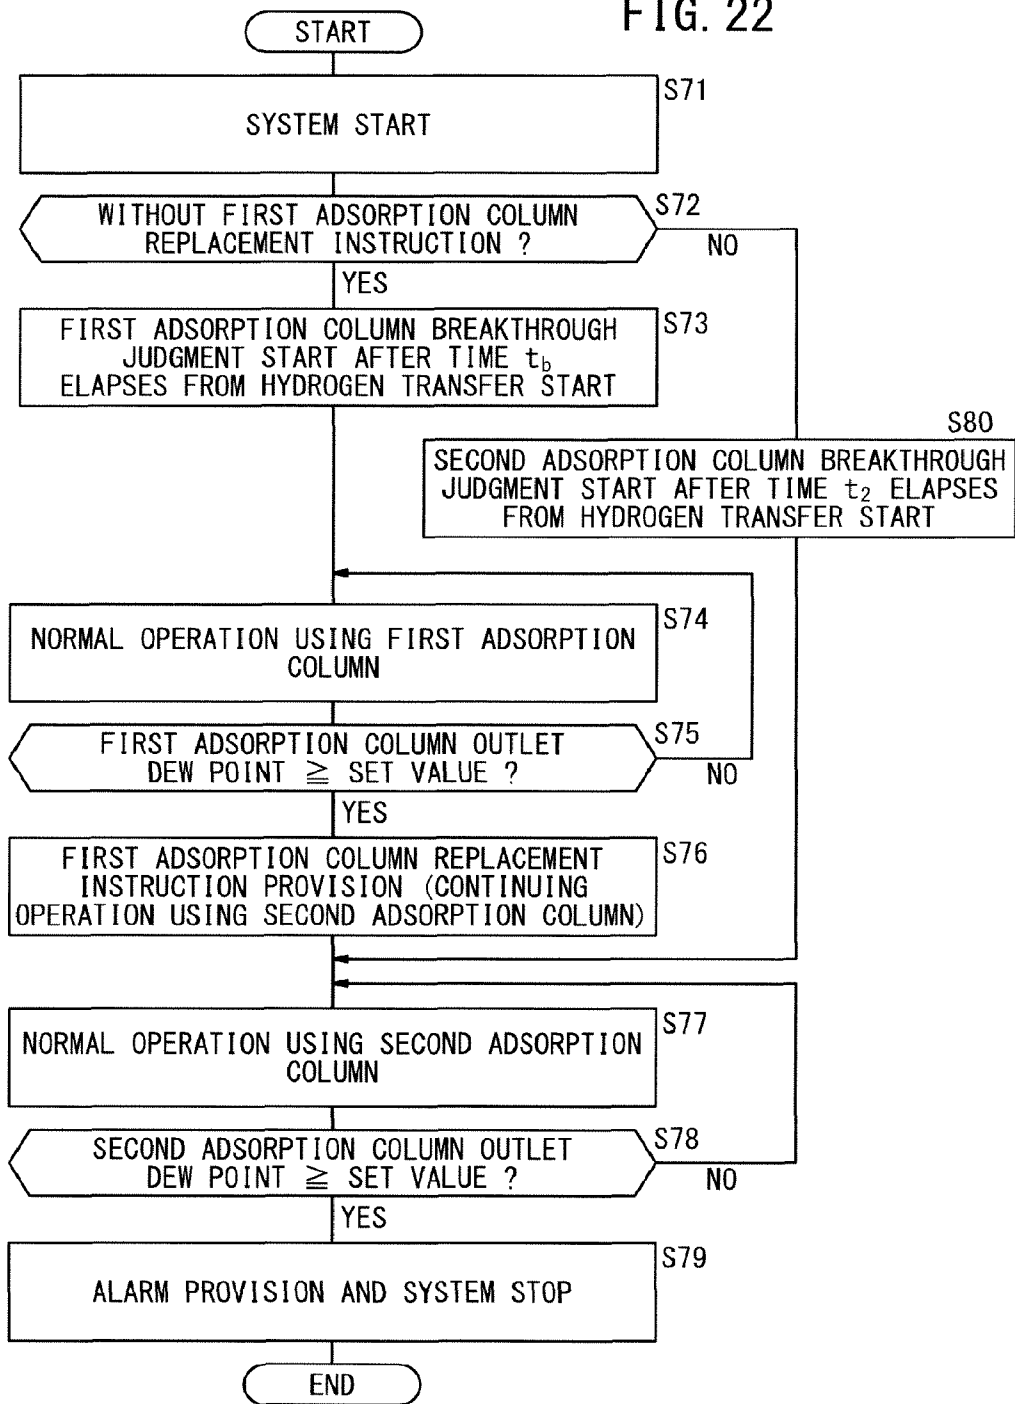 FIG. 22
START
S71
SYSTEM START
S72
WITHOUT FIRST ADSORPTION COLUMN
REPLACEMENT INSTRUCTION ?
NO
YES
S73
FIRST ADSORPTION COLUMN BREAKTHROUGH
JUDGMENT START AFTER TIME tb
ELAPSES FROM HYDROGEN TRANSFER START
S80
SECOND ADSORPTION COLUMN BREAKTHROUGH
JUDGMENT START AFTER TIME t2 ELAPSES
FROM HYDROGEN TRANSFER START
S74
NORMAL OPERATION USING FIRST ADSORPTION
COLUMN
S75
FIRST ADSORPTION COLUMN OUTLET
DEW POINT ≧ SET VALUE ?
NO
YES
S76
FIRST ADSORPTION COLUMN REPLACEMENT
INSTRUCTION PROVISION (CONTINUING
OPERATION USING SECOND ADSORPTION COLUMN)
S77
NORMAL OPERATION USING SECOND ADSORPTION
COLUMN
S78
SECOND ADSORPTION COLUMN OUTLET
DEW POINT ≧ SET VALUE ?
NO
YES
S79
ALARM PROVISION AND SYSTEM STOP
END